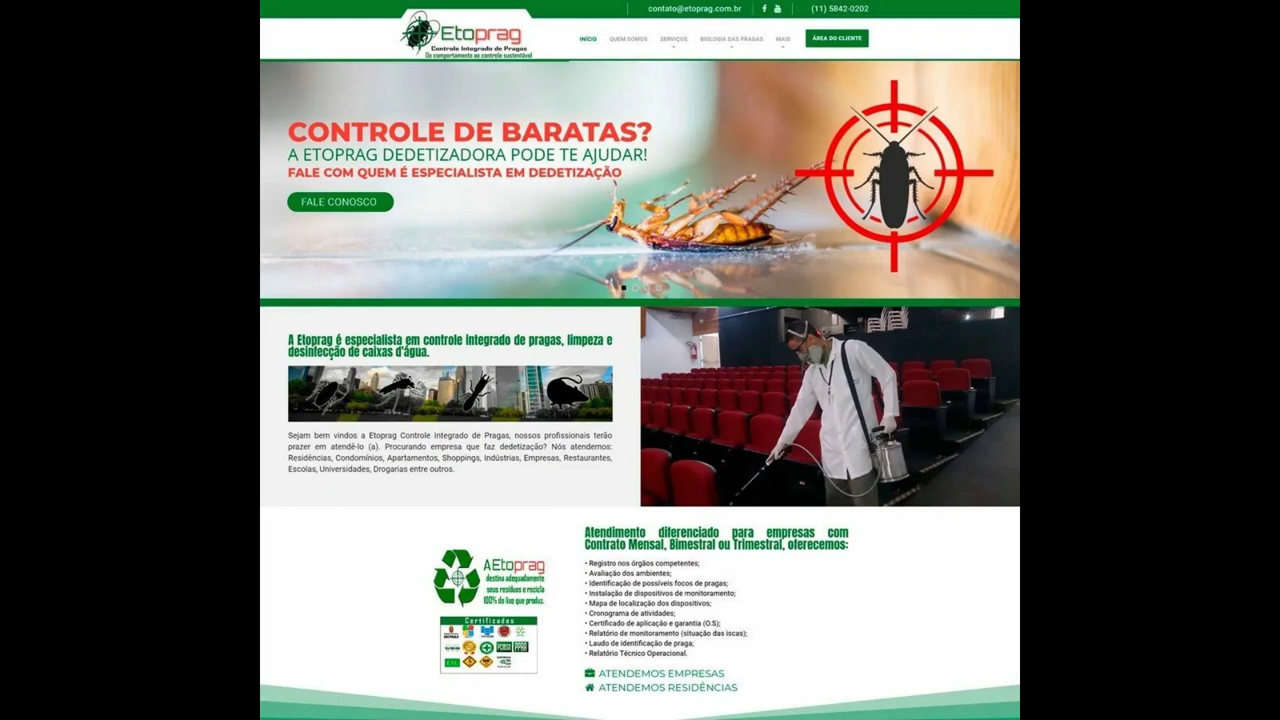 contato@etoprag.com.br
(11) 5842-0202
Etoprag
Controle Integrado de Pragas
Do comportamento ao controle sustentável
INÍCIO QUEM SOMOS SERVIÇOS BIOLOGIA DAS PRAGAS MAIS ÁREA DO CLIENTE
CONTROLE DE BARATAS?
A ETOPRAG DEDETIZADORA PODE TE AJUDAR!
FALE COM QUEM É ESPECIALISTA EM DEDETIZAÇÃO
FALE CONOSCO
A Etoprag é especialista em controle integrado de pragas, limpeza e
desinfecção de caixas d'água.
Sejam bem vindos a Etoprag Controle Integrado de Pragas, nossos profissionais terão
prazer em atendê-lo (a). Procurando empresa que faz dedetização? Nós atendemos:
Residências, Condomínios, Apartamentos, Shoppings, Indústrias, Empresas, Restaurantes,
Escolas, Universidades, Drogarias entre outros.
A Etoprag
destina adequadamente
seus resíduos e recicla
100% do lixo que produz.
Certificados
Atendimento diferenciado para empresas com
Contrato Mensal, Bimestral ou Trimestral, oferecemos:
• Registro nos órgãos competentes;
• Avaliação dos ambientes;
• Identificação de possíveis focos de pragas;
• Instalação de dispositivos de monitoramento;
• Mapa de localização dos dispositivos;
• Cronograma de atividades;
• Certificado de aplicação e garantia (O.S);
• Relatório de monitoramento (situação das iscas);
• Laudo de identificação de praga;
• Relatório Técnico Operacional.
ATENDEMOS EMPRESAS
ATENDEMOS RESIDÊNCIAS